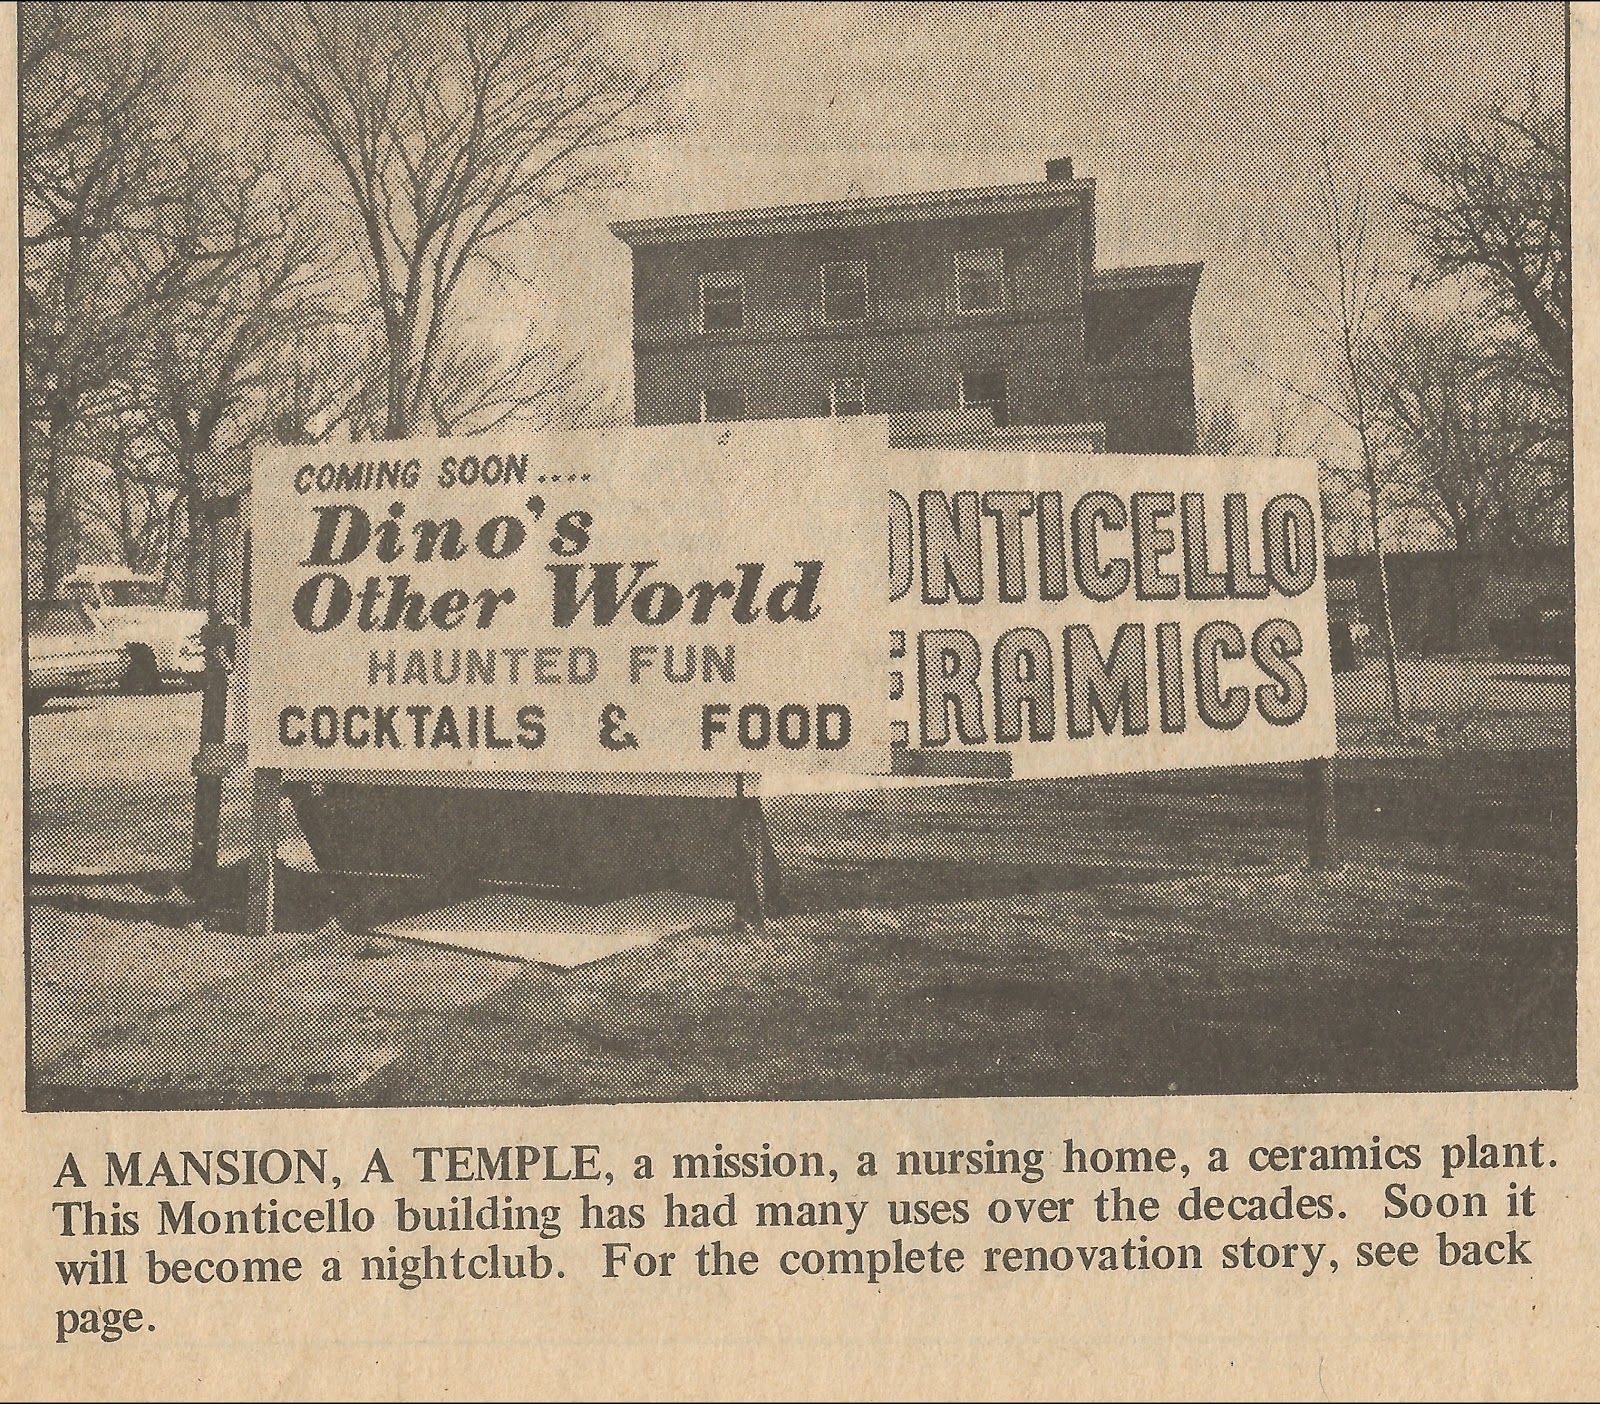 COMING SOON....
Dino's
Other World
HAUNTED FUN
COCKTAILS & FOOD
ONTICELLO
ERAMICS
A MANSION, A TEMPLE, a mission, a nursing home, a ceramics plant.
This Monticello building has had many uses over the decades. Soon it
will become a nightclub. For the complete renovation story, see back
page.